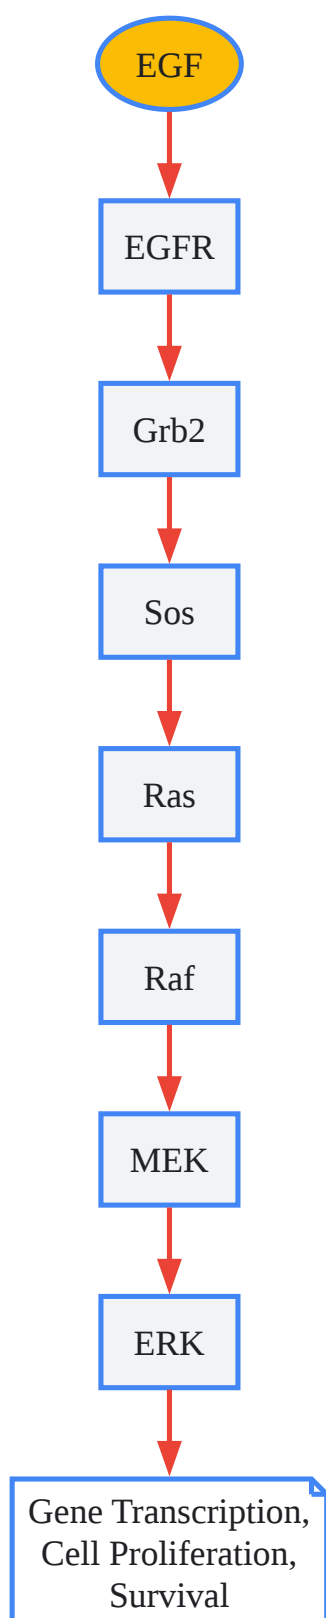 EGF
EGFR
Grb2
Sos
Ras
Raf
MEK
ERK
Gene Transcription,
Cell Proliferation,
Survival